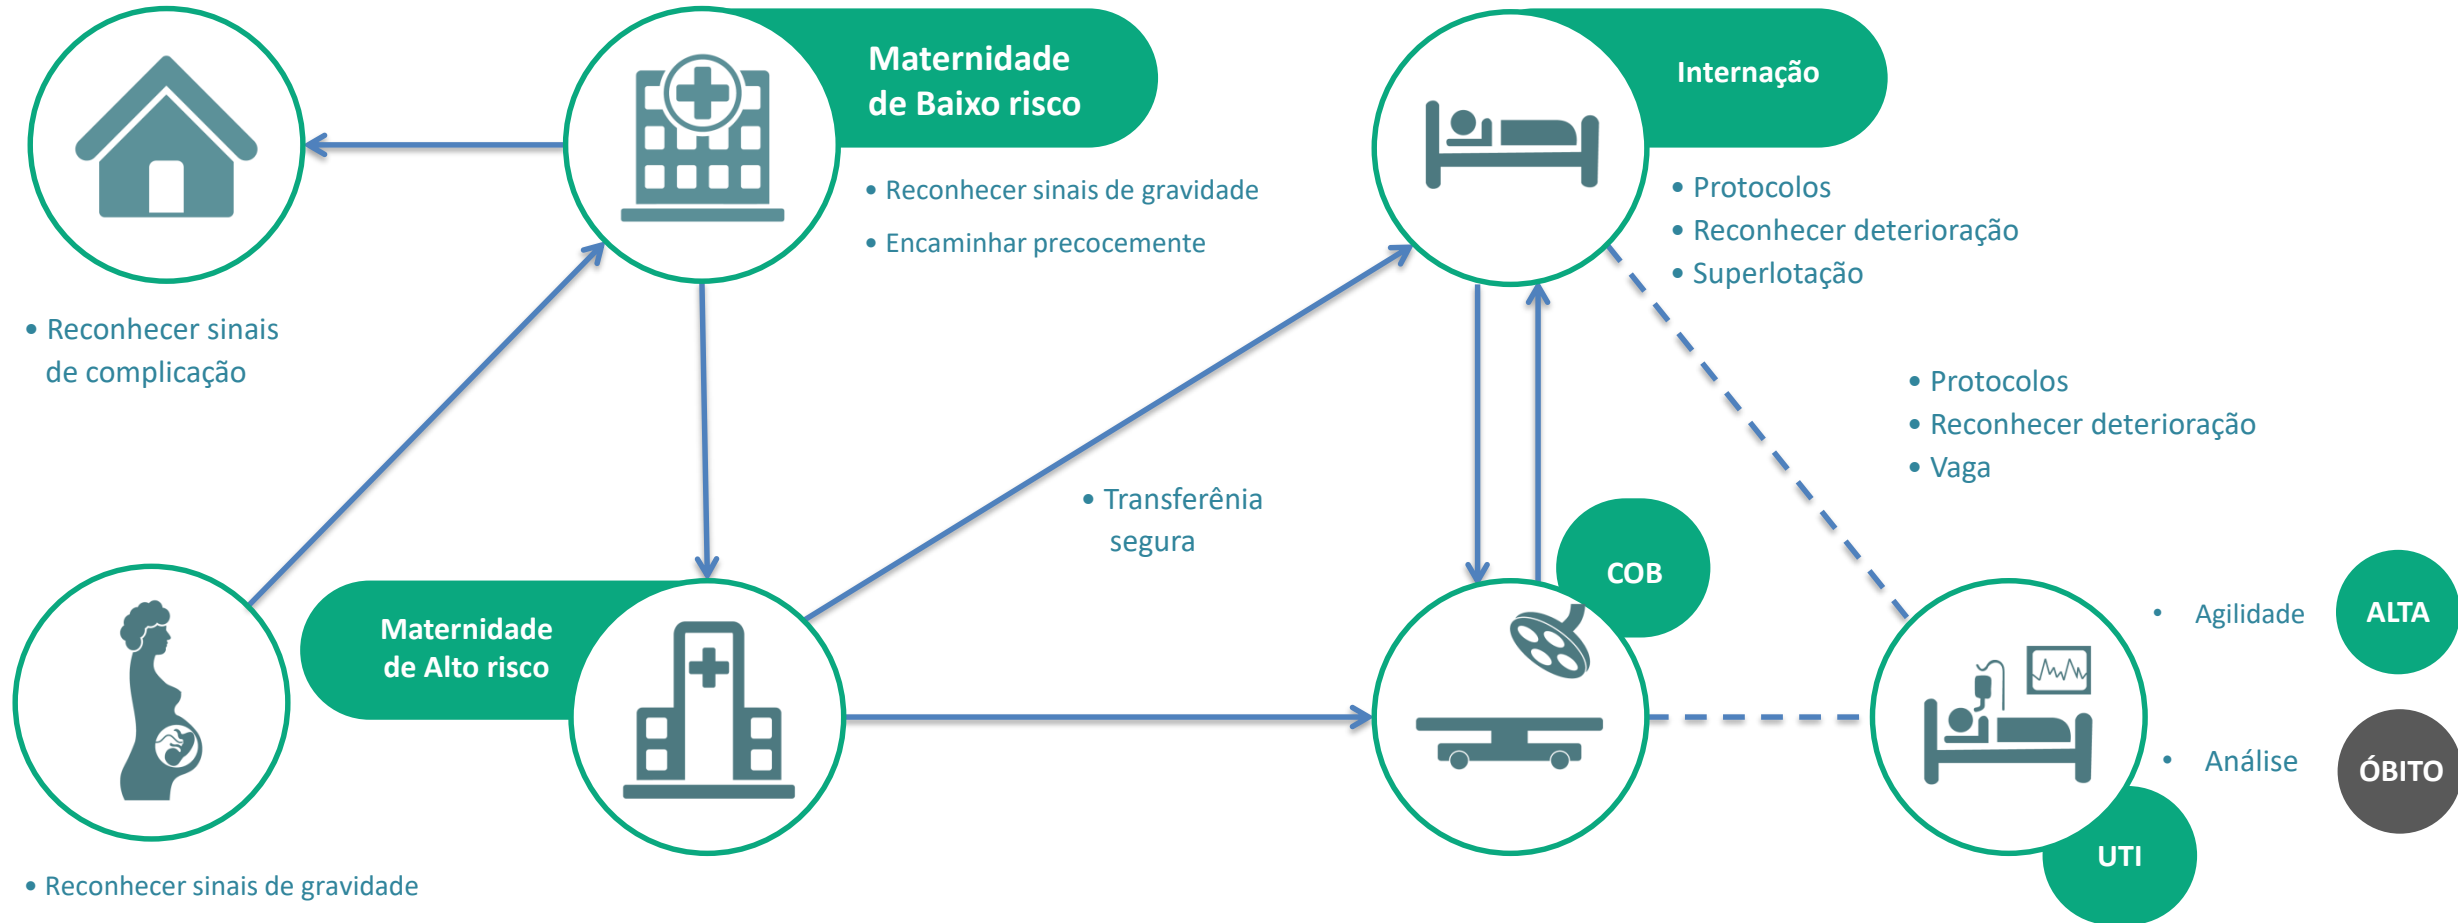 Maternidade
de Baixo risco
• Reconhecer sinais de gravidade
• Encaminhar precocemente
Internação
• Protocolos
• Reconhecer deterioração
• Superlotação
• Reconhecer sinais
de complicação
• Protocolos
• Reconhecer deterioração
• Vaga
• Transferênia
segura
COB
Maternidade
de Alto risco
• Agilidade
ALTA
• Análise
ÓBITO
UTI
• Reconhecer sinais de gravidade